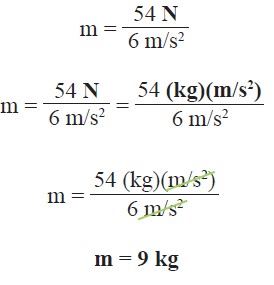 m = 54 N / 6 m/s²
m = 54 N / 6 m/s² = 54 (kg)(m/s²) / 6 m/s²
m = 54 (kg)(m/s²) / 6 m/s²
m = 9 kg